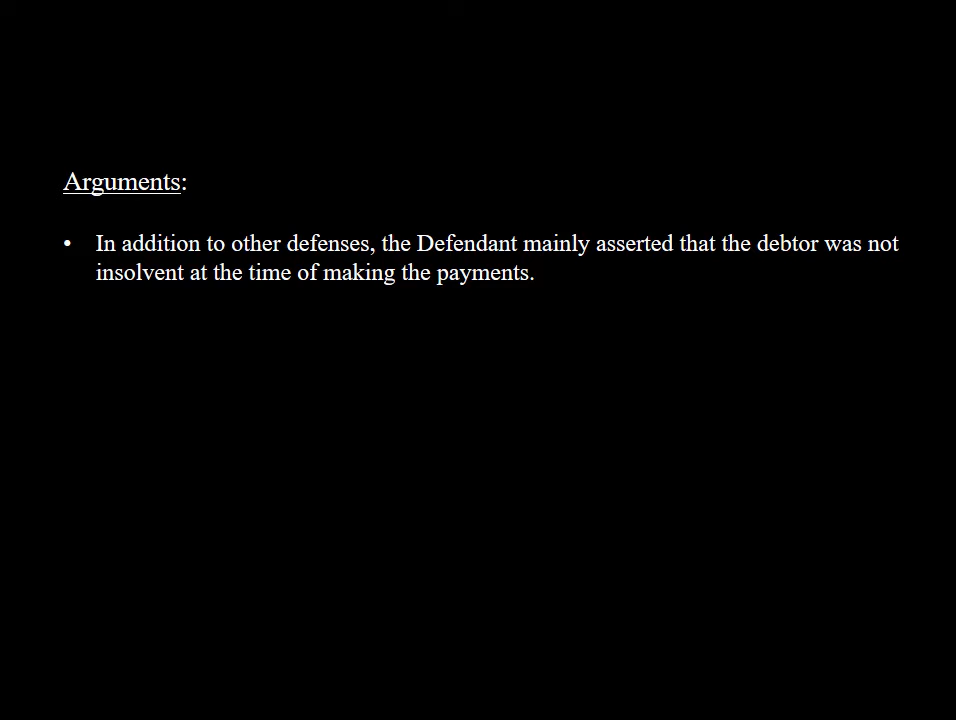 Arguments:
• In addition to other defenses, the Defendant mainly asserted that the debtor was not
insolvent at the time of making the payments.